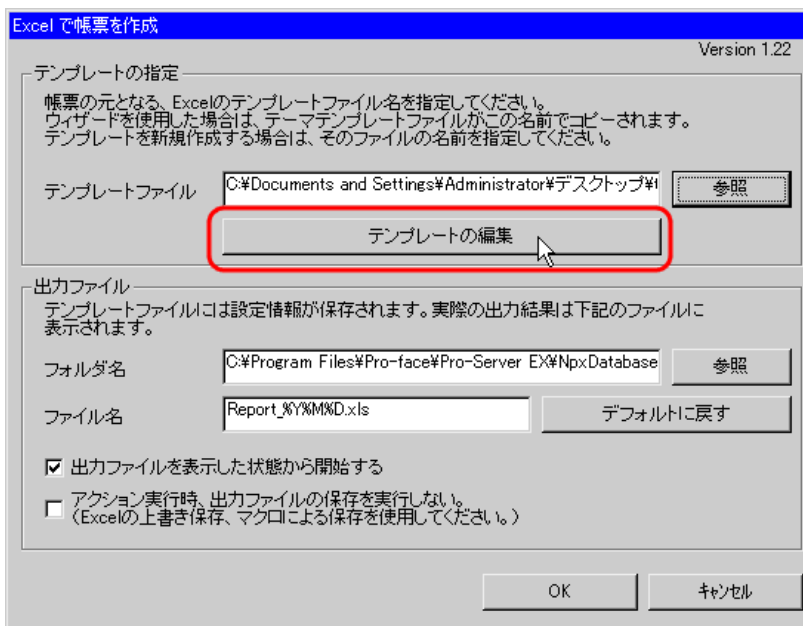 Excel で帳票を作成
Version 1.22
テンプレートの指定
帳票の元となる、Excelのテンプレートファイル名を指定してください。
ウィザードを使用した場合は、テーマテンプレートファイルがこの名前でコピーされます。
テンプレートを新規作成する場合は、そのファイルの名前を指定してください。
テンプレートファイル C:¥Documents and Settings¥Administrator¥デスクトップ¥t 参照
テンプレートの編集
出力ファイル
テンプレートファイルには設定情報が保存されます。実際の出力結果は下記のファイルに
表示されます。
フォルダ名 C:¥Program Files¥Pro-face¥Pro-Server EX¥NpxDatabase 参照
ファイル名 Report_%Y%M%D.xls デフォルトに戻す
出力ファイルを表示した状態から開始する
アクション実行時、出力ファイルの保存を実行しない。
（Excelの上書き保存、マクロによる保存を使用してください。）
OK キャンセル